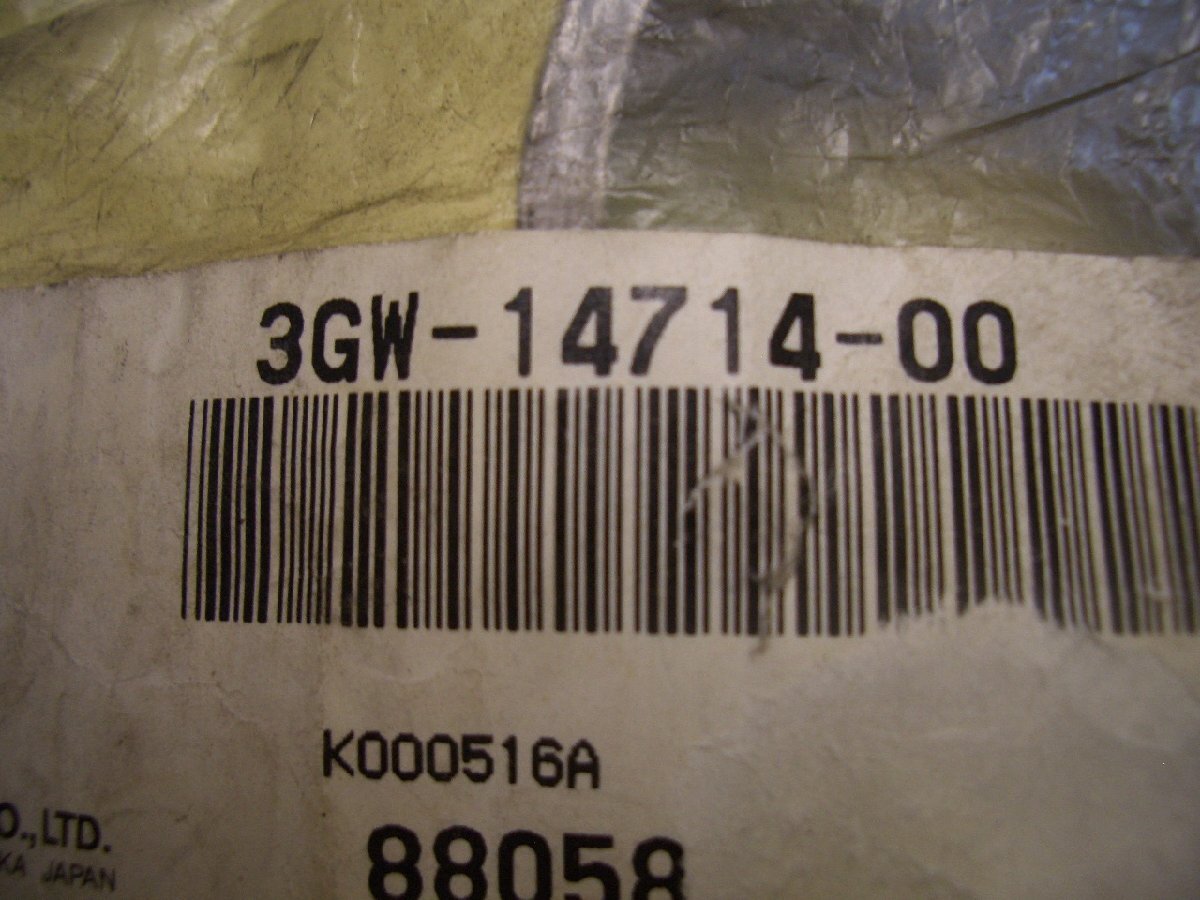 3GW-14714-00
K000516A
O.,LTD.
KA JAPAN
88058